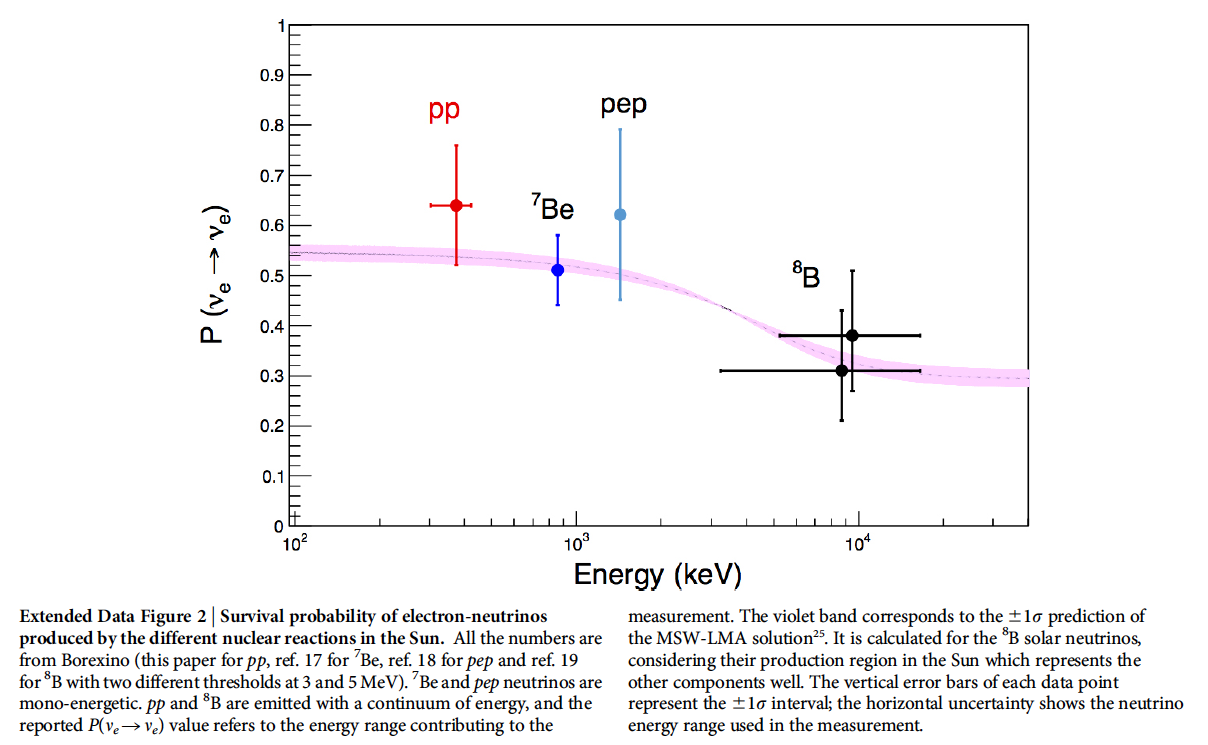 1
0.9
0.8
0.7
0.6
0.5
0.4
0.3
0.2
0.1
0
P (νe → νe)
pp
pep
7Be
8B
10² 10³ 10⁴
Energy (keV)
Extended Data Figure 2 | Survival probability of electron-neutrinos
produced by the different nuclear reactions in the Sun. All the numbers are
from Borexino (this paper for pp, ref. 17 for ⁷Be, ref. 18 for pep and ref. 19
for ⁸B with two different thresholds at 3 and 5 MeV). ⁷Be and pep neutrinos are
mono-energetic. pp and ⁸B are emitted with a continuum of energy, and the
reported P(νe → νe) value refers to the energy range contributing to the
measurement. The violet band corresponds to the ±1σ prediction of
the MSW-LMA solution²⁵. It is calculated for the ⁸B solar neutrinos,
considering their production region in the Sun which represents the
other components well. The vertical error bars of each data point
represent the ±1σ interval; the horizontal uncertainty shows the neutrino
energy range used in the measurement.